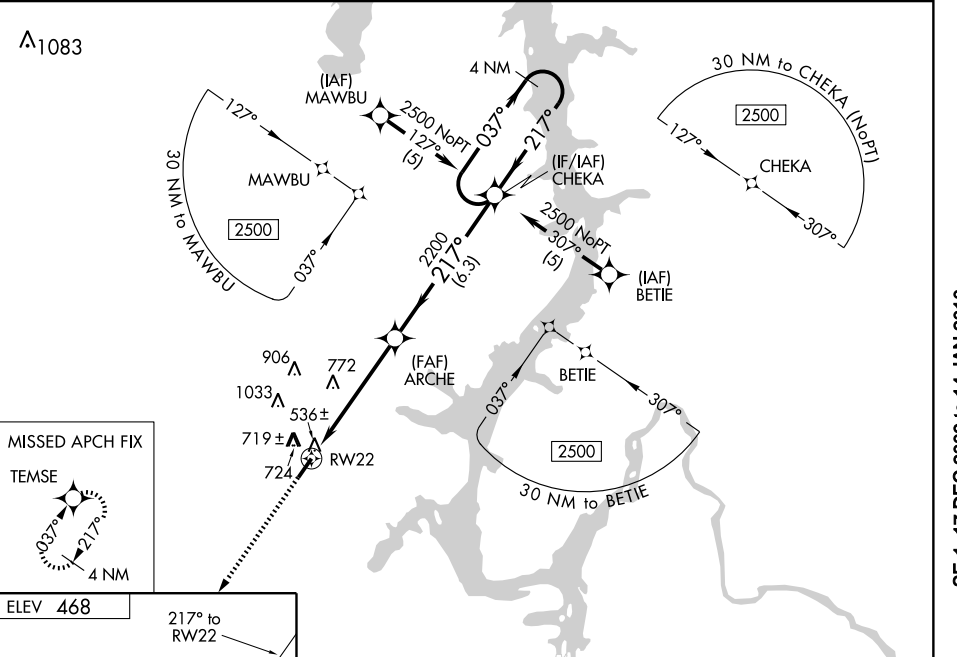 1083
(IAF)
MAWBU
2500 NoPT
127°
(5)
4 NM
037°
217°
(IF/IAF)
CHEKA
127°
MAWBU
2500
037°
30 NM to MAWBU
30 NM to CHEKA (NoPT)
2500
127°
CHEKA
307°
2500 NoPT
307°
(5)
(IAF)
BETIE
2200
217°
(6.3)
(FAF)
ARCHE
BETIE
037°
307°
2500
30 NM to BETIE
906
772
1033
536±
719±
724
RW22
MISSED APCH FIX
TEMSE
037°
217°
4 NM
ELEV 468
217° to
RW22